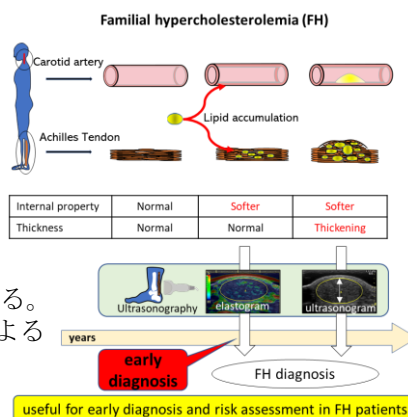 Familial hypercholesterolemia (FH)
Carotid artery
Lipid accumulation
Achilles Tendon
Internal property Normal Softer Softer
Thickness Normal Normal Thickening
Ultrasonography elastogram ultrasonogram
る。
よる
years
early
diagnosis
FH diagnosis
useful for early diagnosis and risk assessment in FH patients